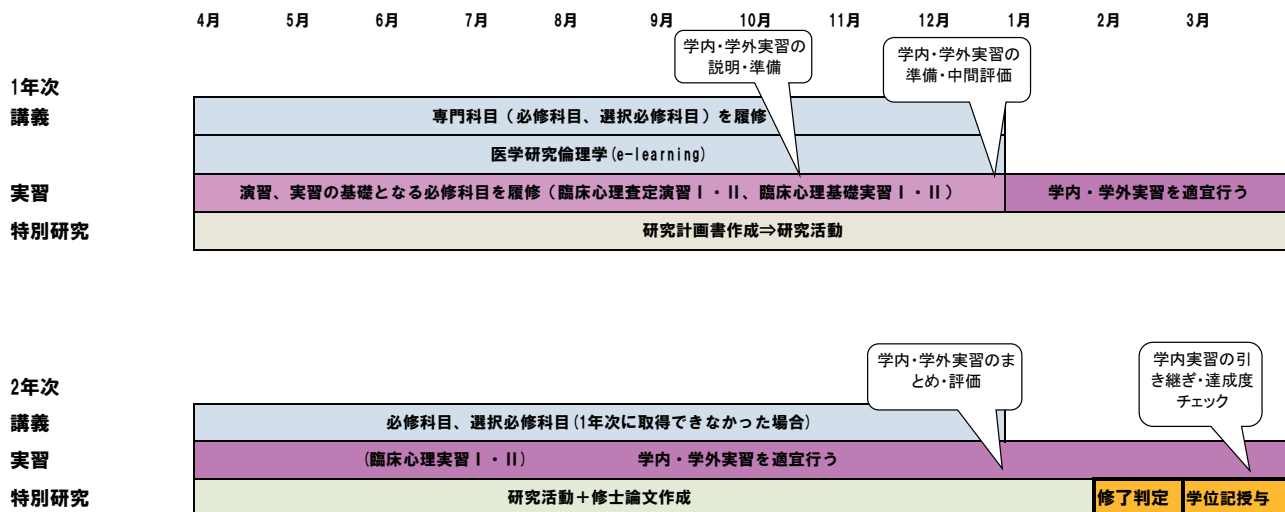 4月 5月 6月 7月 8月 9月 10月 11月 12月 1月 2月 3月
学内・学外実習の
説明・準備
学内・学外実習の
準備・中間評価
1年次
講義
専門科目（必修科目、選択必修科目）を履修
医学研究倫理学(e-learning)
実習
演習、実習の基礎となる必修科目を履修（臨床心理査定演習Ⅰ・Ⅱ、臨床心理基礎実習Ⅰ・Ⅱ）
学内・学外実習を適宜行う
特別研究
研究計画書作成⇒研究活動
学内・学外実習のま
とめ・評価
学内実習の引
き継ぎ・達成度
チェック
2年次
講義
必修科目、選択必修科目(1年次に取得できなかった場合)
実習
(臨床心理実習Ⅰ・Ⅱ) 学内・学外実習を適宜行う
特別研究
研究活動＋修士論文作成
修了判定
学位記授与